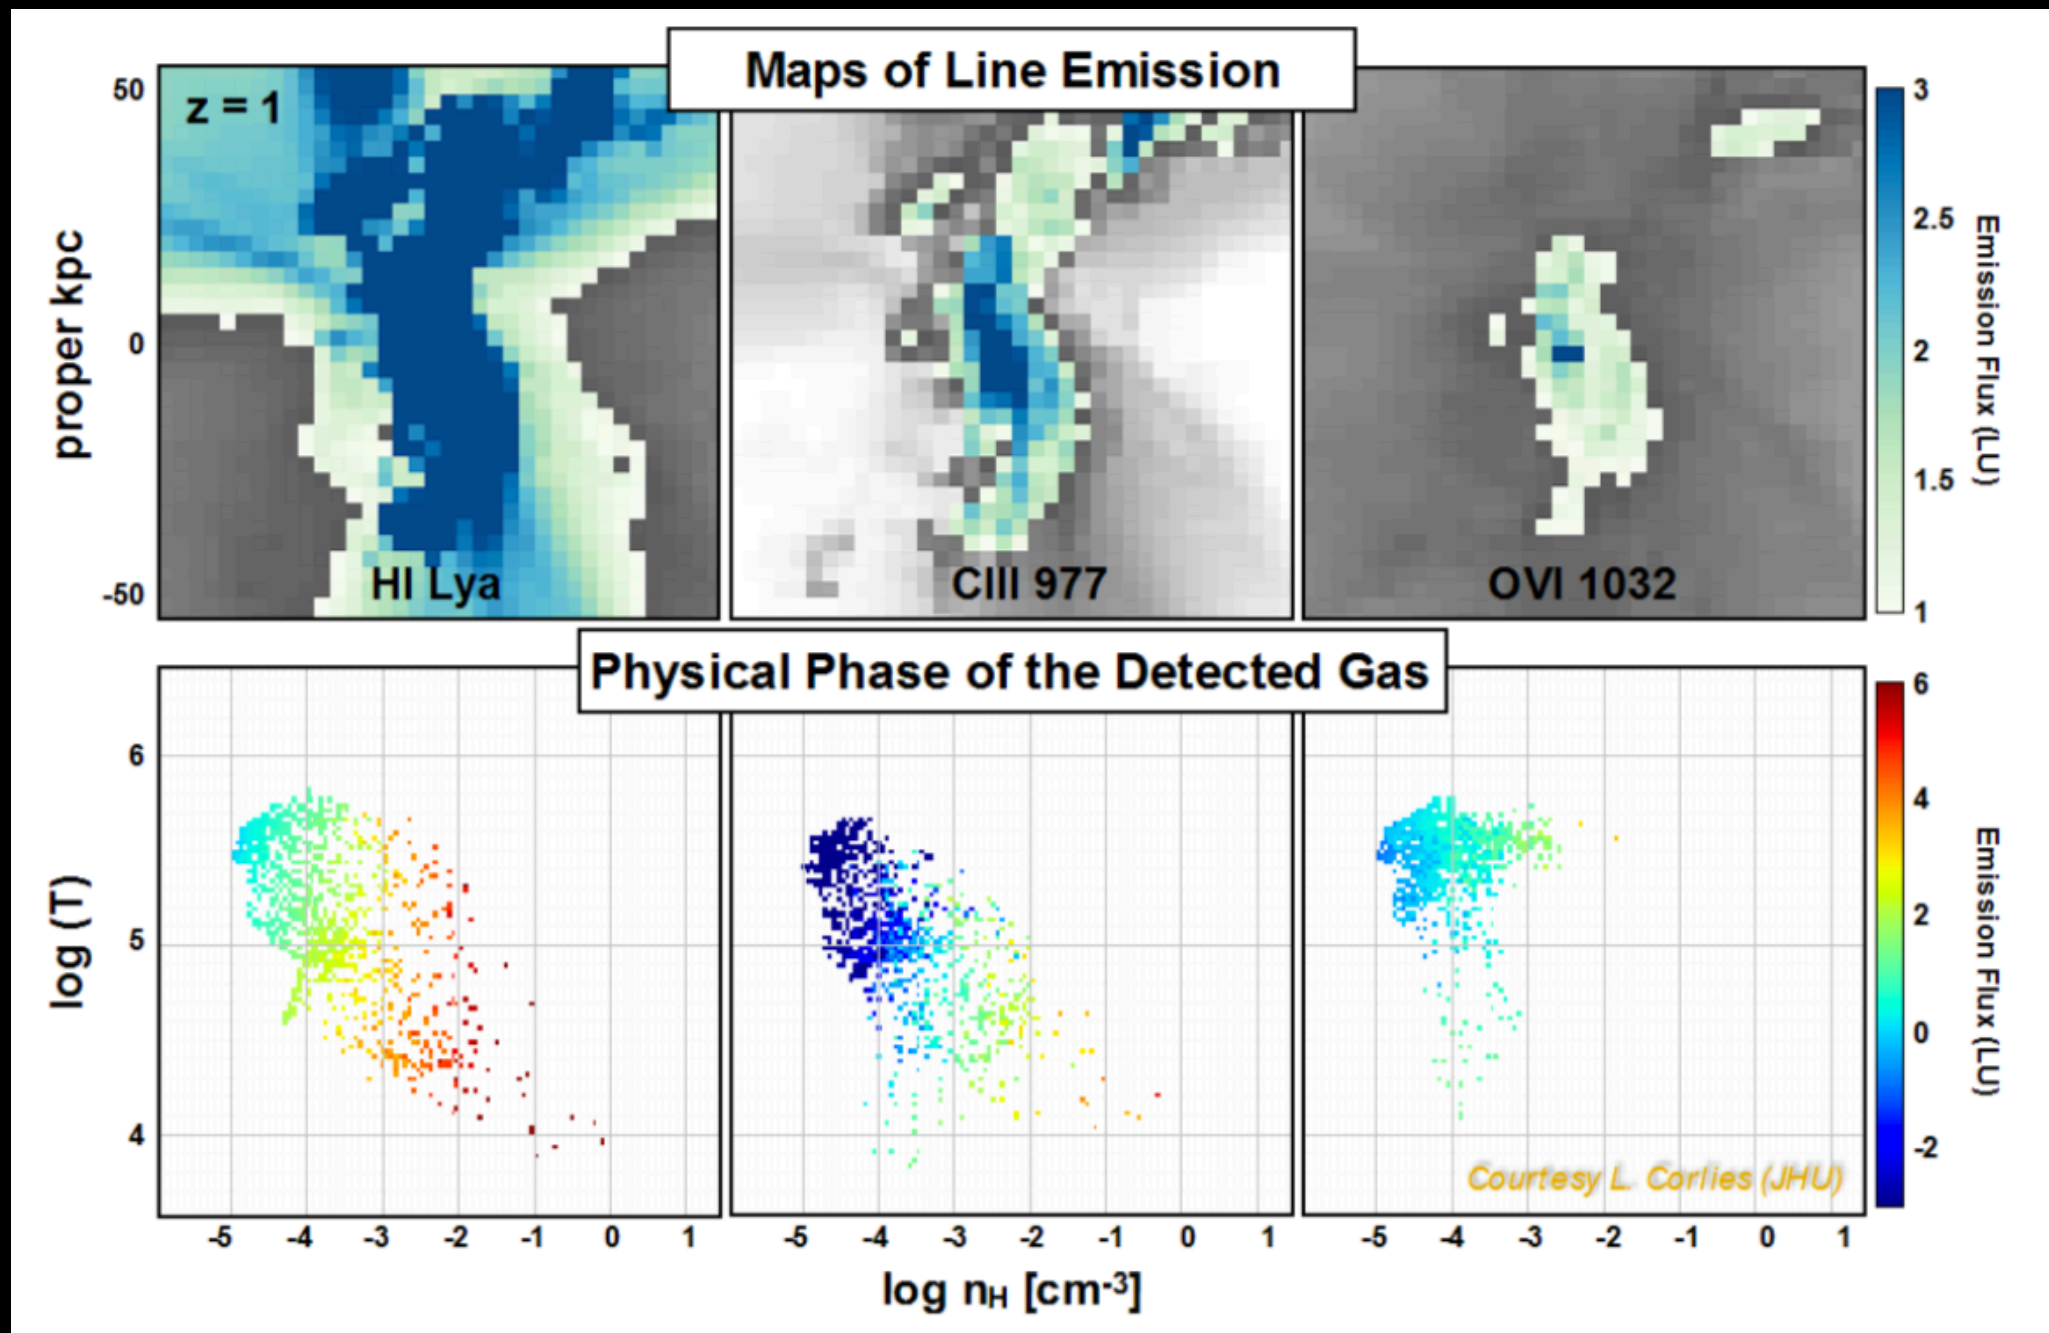 Maps of Line Emission
z = 1
50
0
-50
proper kpc
HI Lya
CIII 977
OVI 1032
3
2.5
2
1.5
1
Emission Flux (LU)
Physical Phase of the Detected Gas
6
5
4
log (T)
6
4
2
0
-2
Emission Flux (LU)
Courtesy L. Corlies (JHU)
-5 -4 -3 -2 -1 0 1
-5 -4 -3 -2 -1 0 1
-5 -4 -3 -2 -1 0 1
log nH [cm-3]